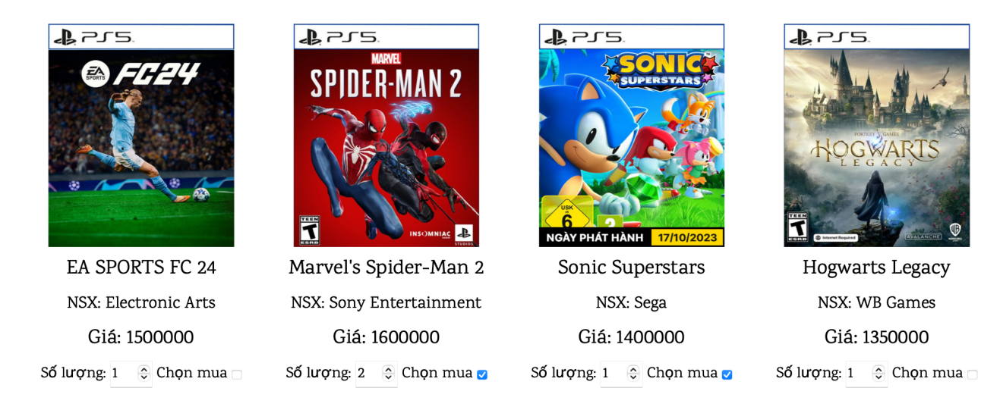 PS5
PS5
PS5
PS5
EA SPORTS FC24
MARVEL
SPIDER-MAN 2
TEEN
T
ESRB
INSOMNIAC
GAMES
STUDIOS
SONIC
SUPERSTARS
USK
6
NGÀY PHÁT HÀNH 17/10/2023
PORTKEY GAMES
HOGWARTS
LEGACY
TEEN
T
ESRB
Internet Required
AVALANCHE
EA SPORTS FC 24
NSX: Electronic Arts
Giá: 1500000
Số lượng: 1 Chọn mua
Marvel's Spider-Man 2
NSX: Sony Entertainment
Giá: 1600000
Số lượng: 2 Chọn mua
Sonic Superstars
NSX: Sega
Giá: 1400000
Số lượng: 1 Chọn mua
Hogwarts Legacy
NSX: WB Games
Giá: 1350000
Số lượng: 1 Chọn mua